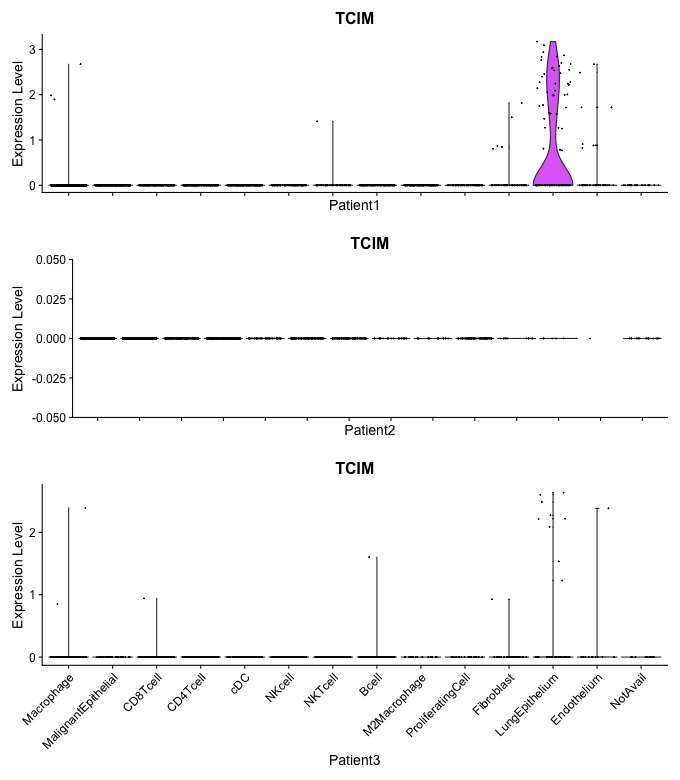 TCIM
Expression Level
3
2
1
0
Patient1
TCIM
Expression Level
0.050
0.025
0.000
-0.025
-0.050
Patient2
TCIM
Expression Level
2
1
0
Macrophage
MalignantEpithelial
CD8Tcell
CD4Tcell
cDC
NKcell
NKTcell
Bcell
M2Macrophage
ProliferatingCell
Fibroblast
LungEpithelium
Endothelium
NotAvail
Patient3